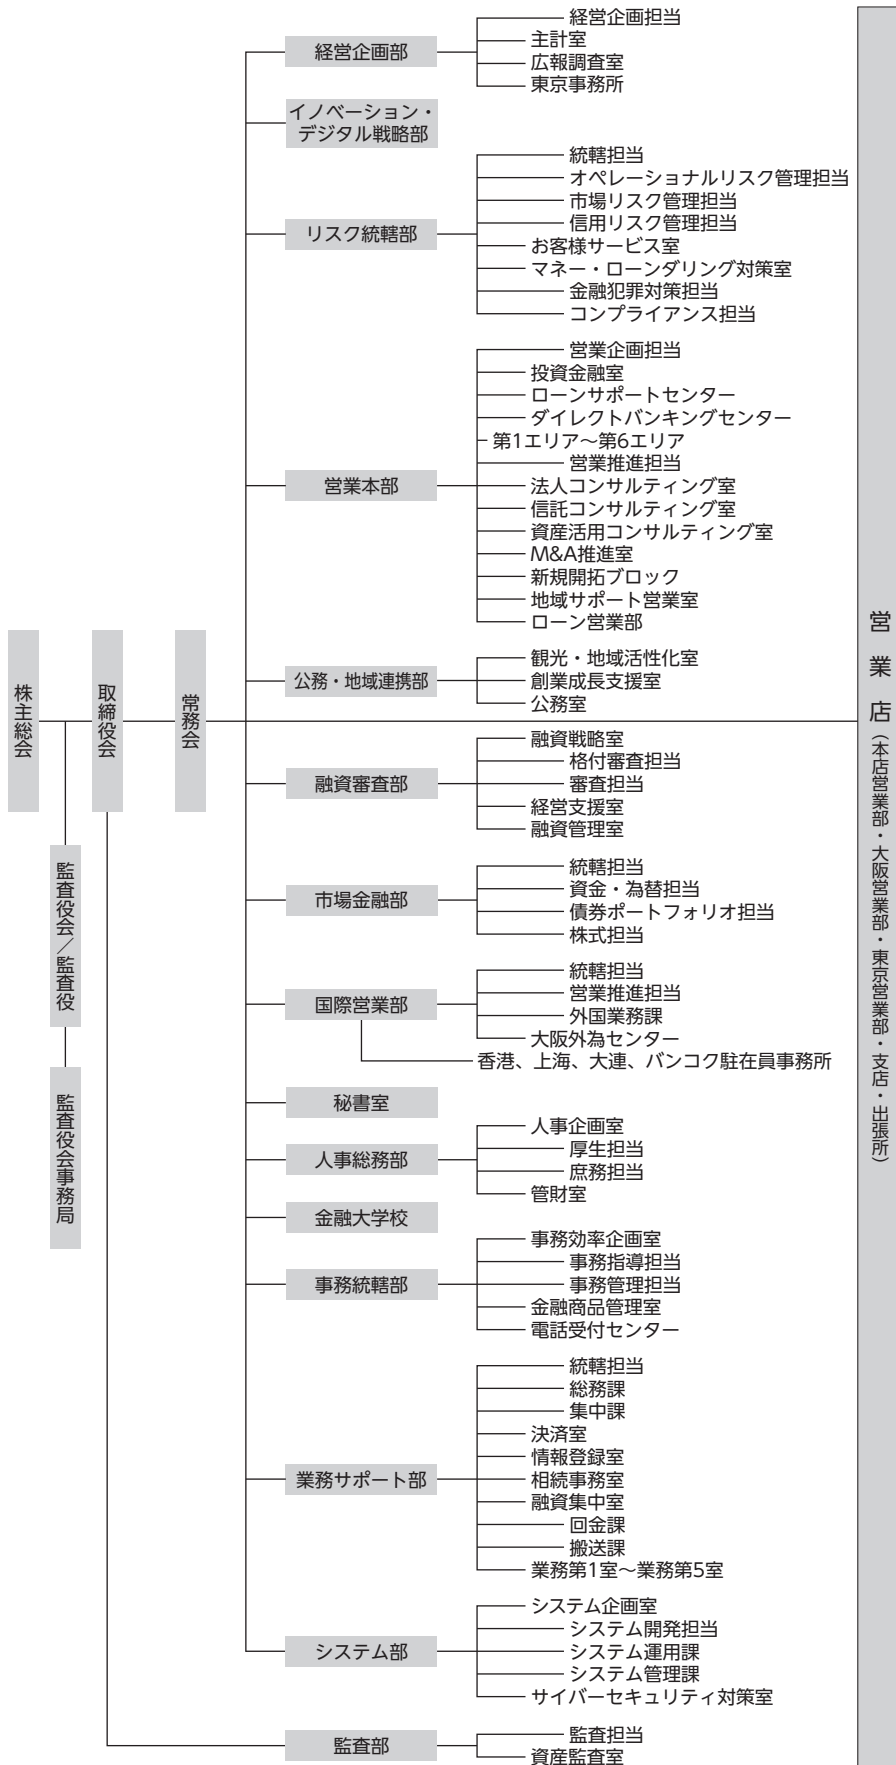 株主総会
監査役会／監査役
監査役会事務局
取締役会
常務会
経営企画部
経営企画担当
主計室
広報調査室
東京事務所
イノベーション・
デジタル戦略部
リスク統轄部
統轄担当
オペレーショナルリスク管理担当
市場リスク管理担当
信用リスク管理担当
お客様サービス室
マネー・ローンダリング対策室
金融犯罪対策担当
コンプライアンス担当
営業本部
営業企画担当
投資金融室
ローンサポートセンター
ダイレクトバンキングセンター
第1エリア～第6エリア
営業推進担当
法人コンサルティング室
信託コンサルティング室
資産活用コンサルティング室
M&A推進室
新規開拓ブロック
地域サポート営業室
ローン営業部
公務・地域連携部
観光・地域活性化室
創業成長支援室
公務室
融資審査部
融資戦略室
格付審査担当
審査担当
経営支援室
融資管理室
市場金融部
統轄担当
資金・為替担当
債券ポートフォリオ担当
株式担当
国際営業部
統轄担当
営業推進担当
外国業務課
大阪外為センター
香港、上海、大連、バンコク駐在員事務所
秘書室
人事総務部
人事企画室
厚生担当
庶務担当
管財室
金融大学校
事務統轄部
事務効率企画室
事務指導担当
事務管理担当
金融商品管理室
電話受付センター
業務サポート部
統轄担当
総務課
集中課
決済室
情報登録室
相続事務室
融資集中室
回金課
搬送課
業務第1室～業務第5室
システム部
システム企画室
システム開発担当
システム運用課
システム管理課
サイバーセキュリティ対策室
監査部
監査担当
資産監査室
営業店（本店営業部・大阪営業部・東京営業部・支店・出張所）